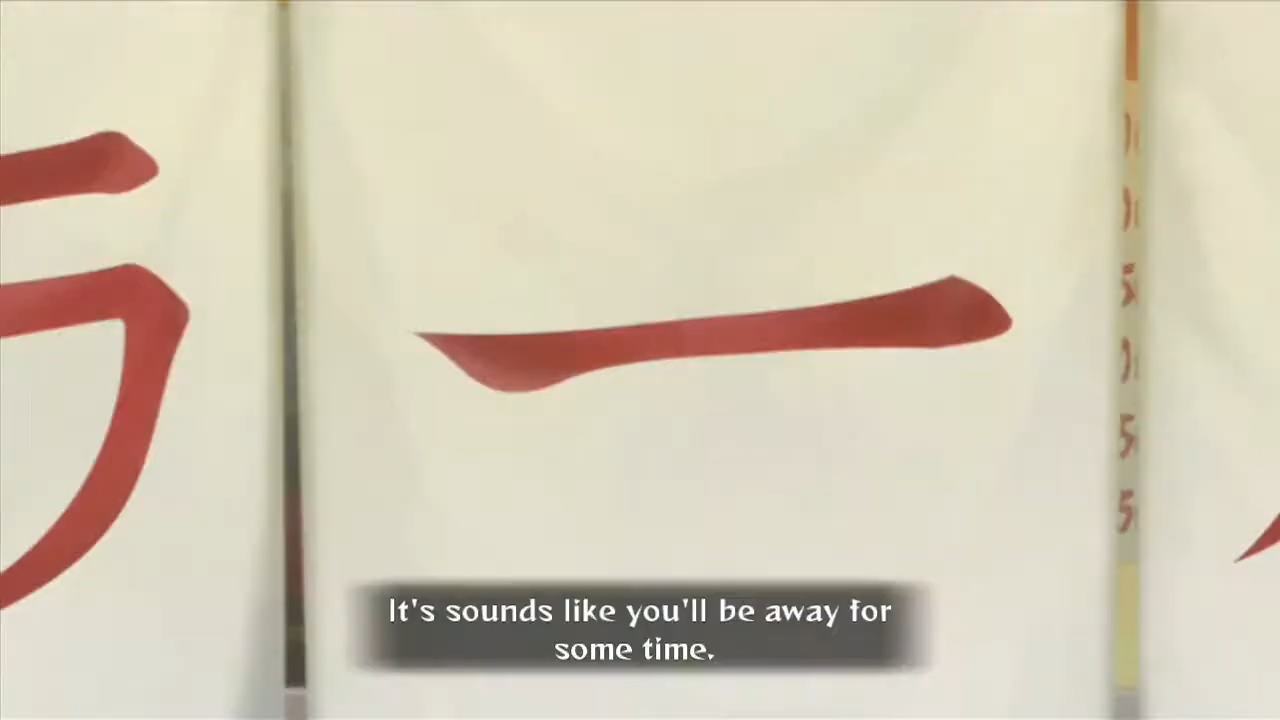 ラー
It's sounds like you'll be away for
some time.